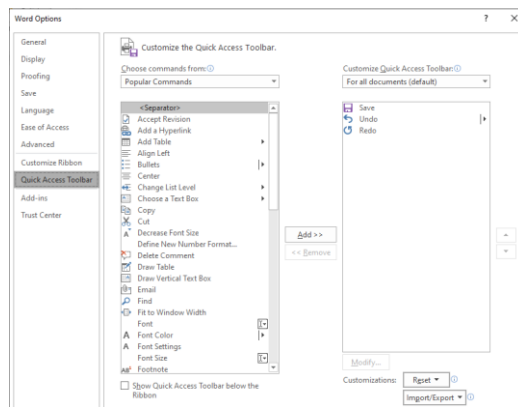 Word Options
?
General
Display
Proofing
Save
Language
Ease of Access
Advanced
Customize Ribbon
Quick Access Toolbar
Add-ins
Trust Center
Customize the Quick Access Toolbar.
Choose commands from:
Popular Commands
<Separator>
Accept Revision
Add a Hyperlink
Add Table
Align Left
Bullets
Center
Change List Level
Choose a Text Box
Copy
Cut
Decrease Font Size
Define New Number Format...
Delete Comment
Draw Table
Draw Vertical Text Box
Email
Find
Fit to Window Width
Font
Font Color
Font Settings
Font Size
Footnote
Show Quick Access Toolbar below the
Ribbon
Add >>
<< Remove
Customize Quick Access Toolbar:
For all documents (default)
Save
Undo
Redo
Modify...
Customizations: Reset
Import/Export